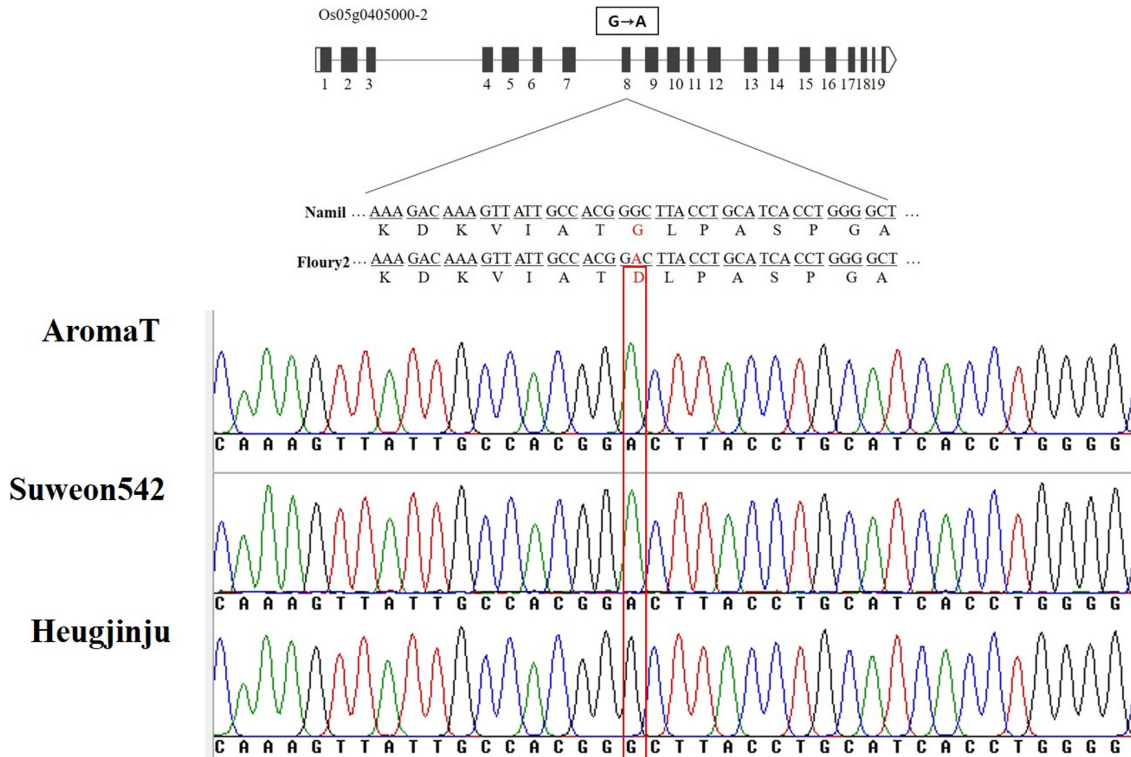 Os05g0405000-2
G→A
1 2 3 4 5 6 7 8 9 10 11 12 13 14 15 16 17 18 19
Namil ... AAA GAC AAA GTT ATT GCC ACG GGC TTA CCT GCA TCA CCT GGG GCT ...
K D K V I A T G L P A S P G A
Floury2 ... AAA GAC AAA GTT ATT GCC ACG GAC TTA CCT GCA TCA CCT GGG GCT ...
K D K V I A T D L P A S P G A
AromaT
C A A A G T T A T T G C C A C G G A C T T A C C T G C A T C A C C T G G G G
Suweon542
C A A A G T T A T T G C C A C G G A C T T A C C T G C A T C A C C T G G G G
Heugjinju
C A A A G T T A T T G C C A C G G G C T T A C C T G C A T C A C C T G G G G